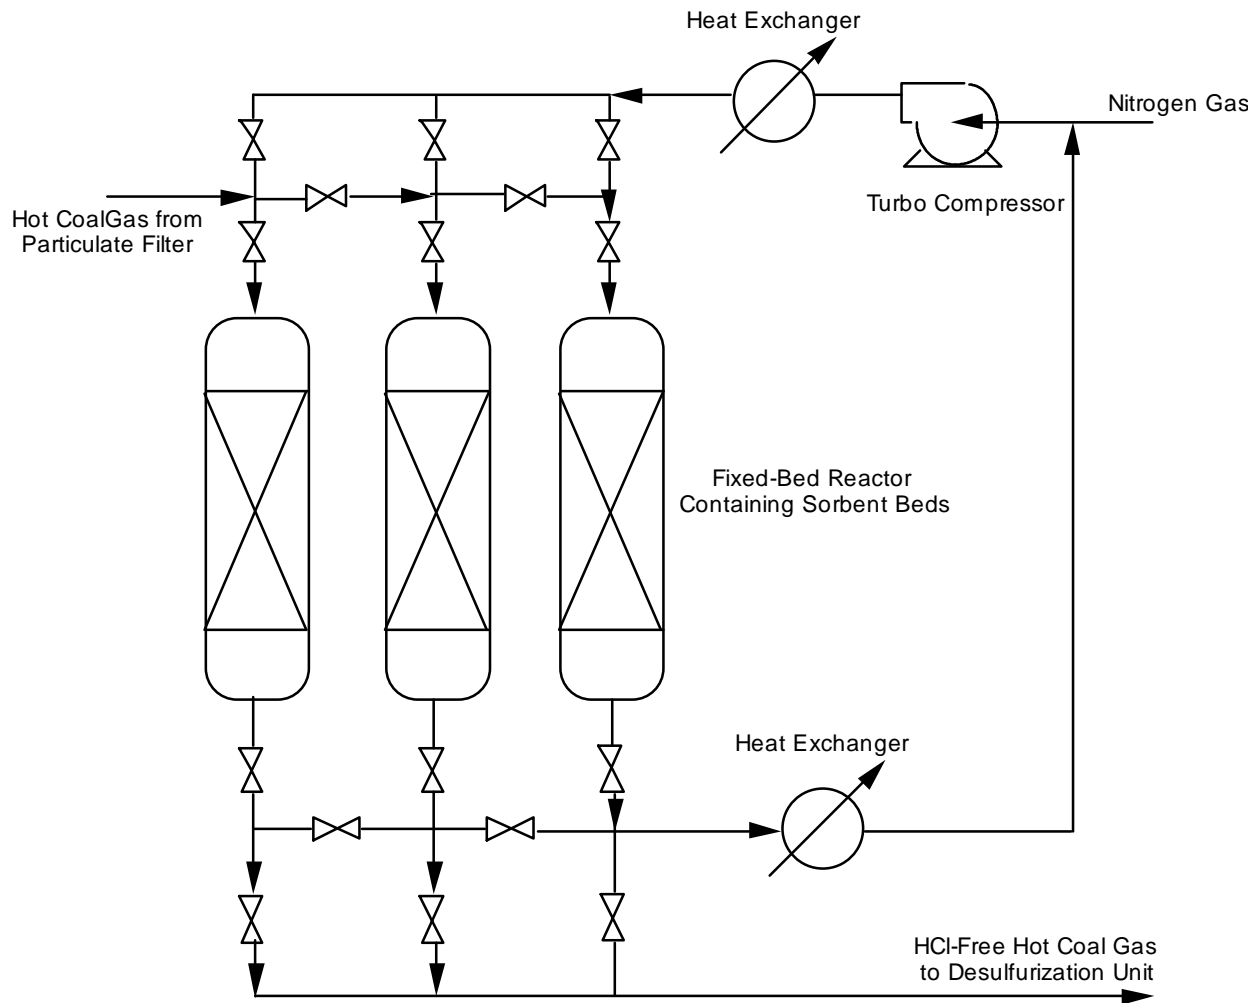 Heat Exchanger
Nitrogen Gas
Turbo Compressor
Hot CoalGas from
Particulate Filter
Fixed-Bed Reactor
Containing Sorbent Beds
Heat Exchanger
HCl-Free Hot Coal Gas
to Desulfurization Unit